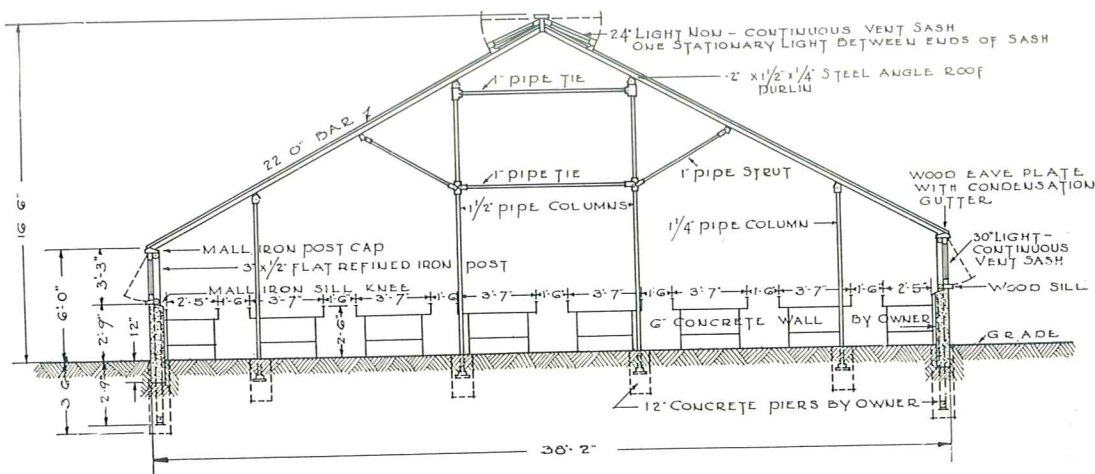 24" LIGHT NON-CONTINUOUS VENT SASH
ONE STATIONARY LIGHT BETWEEN ENDS OF SASH
1" PIPE TIE
2" x 1 1/2" x 1/4" STEEL ANGLE ROOF
PURLIN
22'0" BAR
16'6"
1" PIPE TIE
1" PIPE STRUT
WOOD EAVE PLATE
WITH CONDENSATION
GUTTER
1 1/2" PIPE COLUMNS
1 1/4" PIPE COLUMN
MALL IRON POST CAP
30" LIGHT-
CONTINUOUS
VENT SASH
3" x 1/2" FLAT REFINED IRON POST
3'-3"
6'-0"
MALL IRON SILL KNEE
WOOD SILL
2'-5" 1'-6" 3'-7" 1'-6" 3'-7" 1'-6" 3'-7" 1'-6" 3'-7" 1'-6" 3'-7" 1'-6" 3'-7" 1'-6" 2'-5"
2'-9"
12"
2'-6"
6" CONCRETE WALL BY OWNER
GRADE
3'6"
2'-9"
12" CONCRETE PIERS BY OWNER
38'-2"